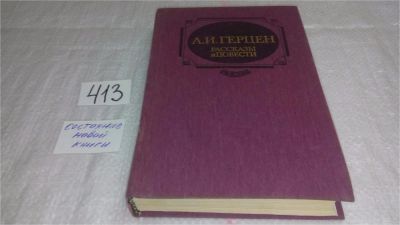 А.И. ГЕРЦЕН
РАССКАЗЫ
и ПОВЕСТИ
413
состояние
новой
книги